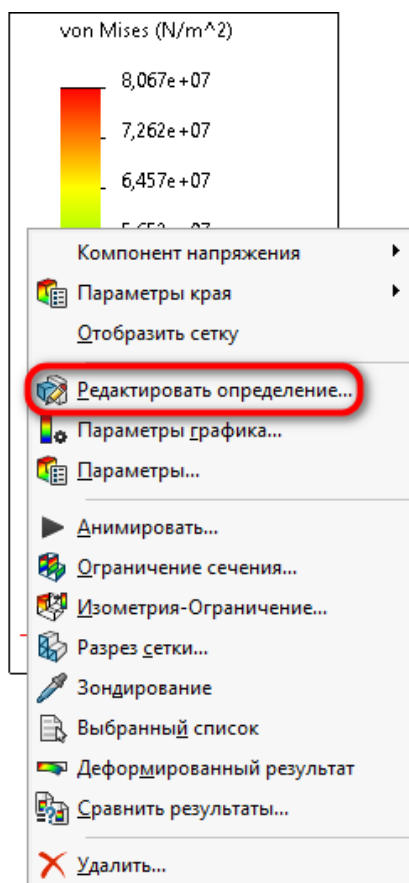 von Mises (N/m^2)
8,067e+07
7,262e+07
6,457e+07
Компонент напряжения
Параметры края
Отобразить сетку
Редактировать определение...
Параметры графика...
Параметры...
Анимировать...
Ограничение сечения...
Изометрия-Ограничение...
Разрез сетки...
Зондирование
Выбранный список
Деформированный результат
Сравнить результаты...
Удалить...